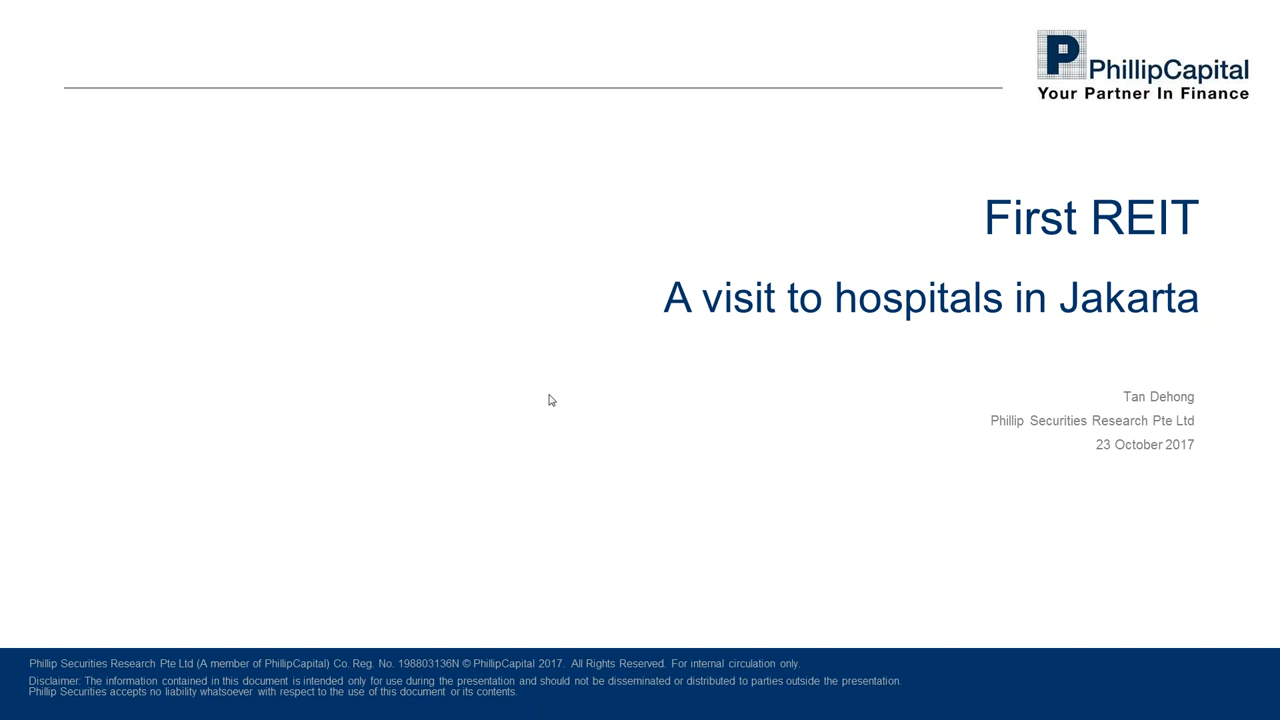 P PhillipCapital
Your Partner In Finance
First REIT
A visit to hospitals in Jakarta
Tan Dehong
Phillip Securities Research Pte Ltd
23 October 2017
Phillip Securities Research Pte Ltd (A member of PhillipCapital) Co. Reg. No. 198803136N © PhillipCapital 2017. All Rights Reserved. For internal circulation only.
Disclaimer: The information contained in this document is intended only for use during the presentation and should not be disseminated or distributed to parties outside the presentation.
Phillip Securities accepts no liability whatsoever with respect to the use of this document or its contents.